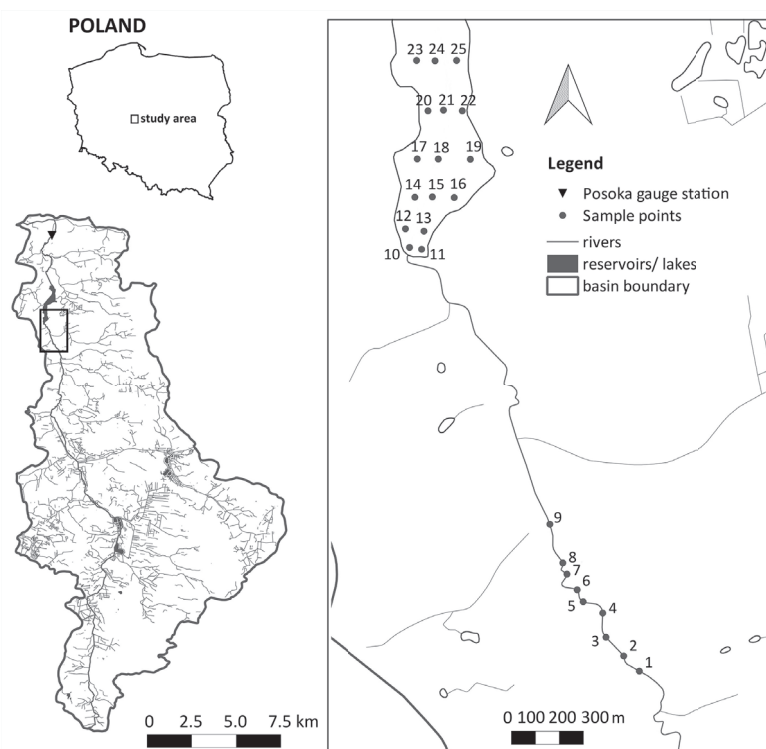 POLAND
study area
0 2.5 5.0 7.5 km
23 24 25
20 21 22
17 18 19
14 15 16
12 13
10 11
9
8
7
6
5 4
3 2
1
Legend
Posoka gauge station
Sample points
rivers
reservoirs/ lakes
basin boundary
0 100 200 300 m